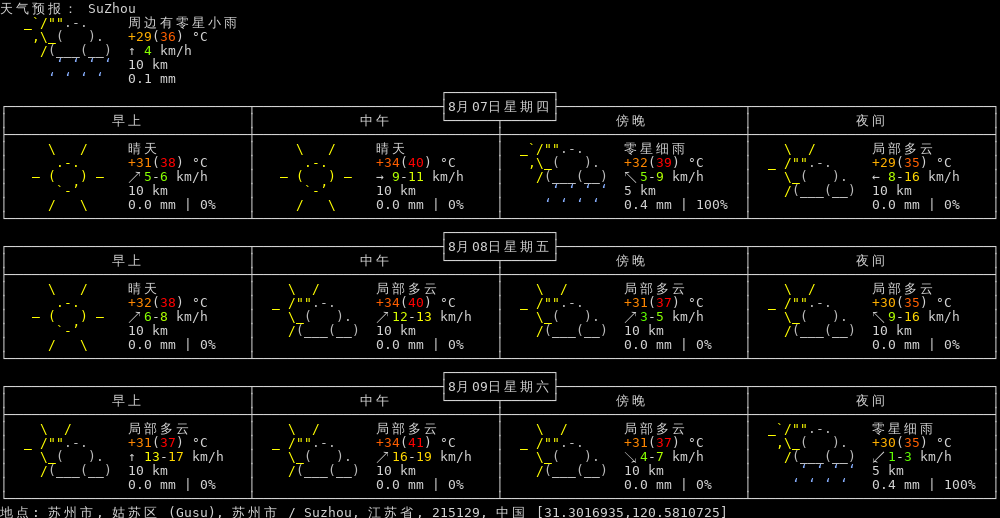 天气预报： SuZhou
周边有零星小雨
+29(36) °C
↑ 4 km/h
10 km
0.1 mm
8月07日星期四
早上 中午 傍晚 夜间
晴天 晴天 零星细雨 局部多云
+31(38) °C +34(40) °C +32(39) °C +29(35) °C
↗5-6 km/h → 9-11 km/h ↖5-9 km/h ← 8-16 km/h
10 km 10 km 5 km 10 km
0.0 mm | 0% 0.0 mm | 0% 0.4 mm | 100% 0.0 mm | 0%
8月08日星期五
早上 中午 傍晚 夜间
晴天 局部多云 局部多云 局部多云
+32(38) °C +34(40) °C +31(37) °C +30(35) °C
↗6-8 km/h ↗12-13 km/h ↗3-5 km/h ↖9-16 km/h
10 km 10 km 10 km 10 km
0.0 mm | 0% 0.0 mm | 0% 0.0 mm | 0% 0.0 mm | 0%
8月09日星期六
早上 中午 傍晚 夜间
局部多云 局部多云 局部多云 零星细雨
+31(37) °C +34(41) °C +31(37) °C +30(35) °C
↑ 13-17 km/h ↗16-19 km/h ↘4-7 km/h ↙1-3 km/h
10 km 10 km 10 km 5 km
0.0 mm | 0% 0.0 mm | 0% 0.0 mm | 0% 0.4 mm | 100%
地点: 苏州市, 姑苏区 (Gusu), 苏州市 / Suzhou, 江苏省, 215129, 中国 [31.3016935,120.5810725]